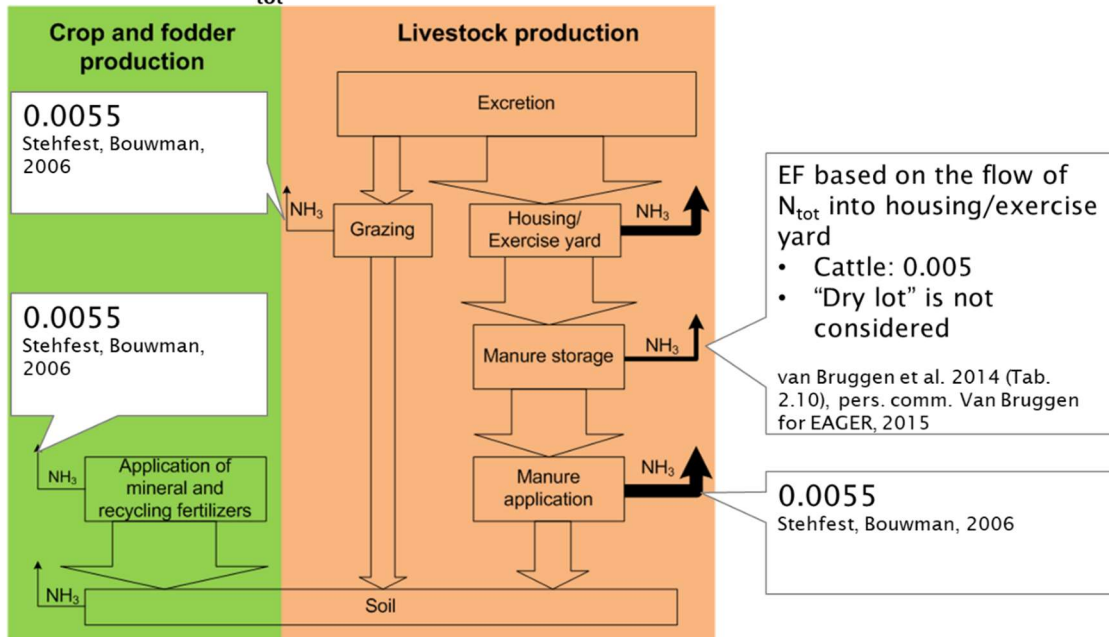 tot
Crop and fodder
production
Livestock production
0.0055
Stehfest, Bouwman,
2006
Excretion
NH₃
Grazing
Housing/
Exercise yard
NH₃
EF based on the flow of
Nₜₒₜ into housing/exercise
yard
• Cattle: 0.005
• “Dry lot” is not
considered
van Bruggen et al. 2014 (Tab.
2.10), pers. comm. Van Bruggen
for EAGER, 2015
0.0055
Stehfest, Bouwman,
2006
Manure storage
NH₃
NH₃
Application of
mineral and
recycling fertilizers
Manure
application
NH₃
0.0055
Stehfest, Bouwman, 2006
NH₃
Soil